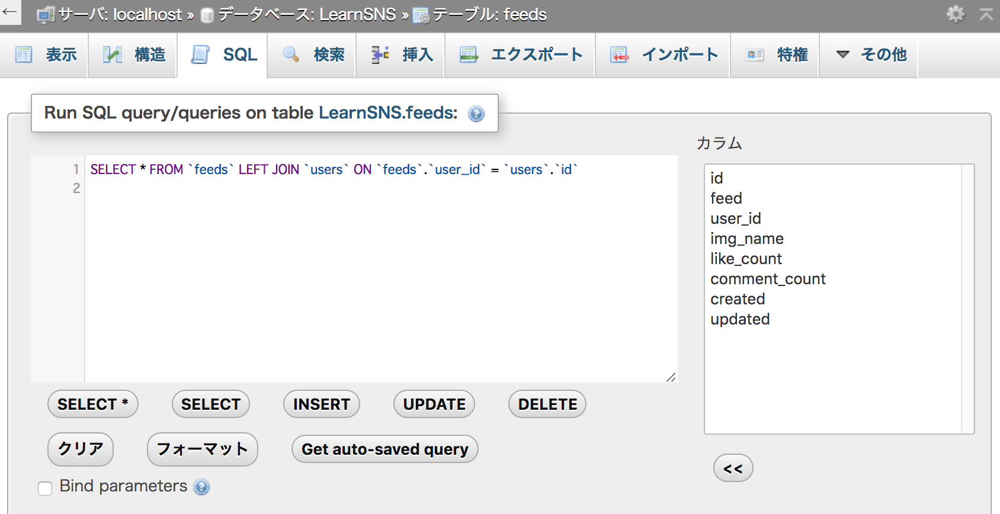 ← サーバ: localhost » データベース: LearnSNS » テーブル: feeds
表示 構造 SQL 検索 挿入 エクスポート インポート 特権 その他
Run SQL query/queries on table LearnSNS.feeds:
カラム
1 SELECT * FROM `feeds` LEFT JOIN `users` ON `feeds`.`user_id` = `users`.`id`
2
id
feed
user_id
img_name
like_count
comment_count
created
updated
SELECT * SELECT INSERT UPDATE DELETE
クリア フォーマット Get auto-saved query
<<
Bind parameters